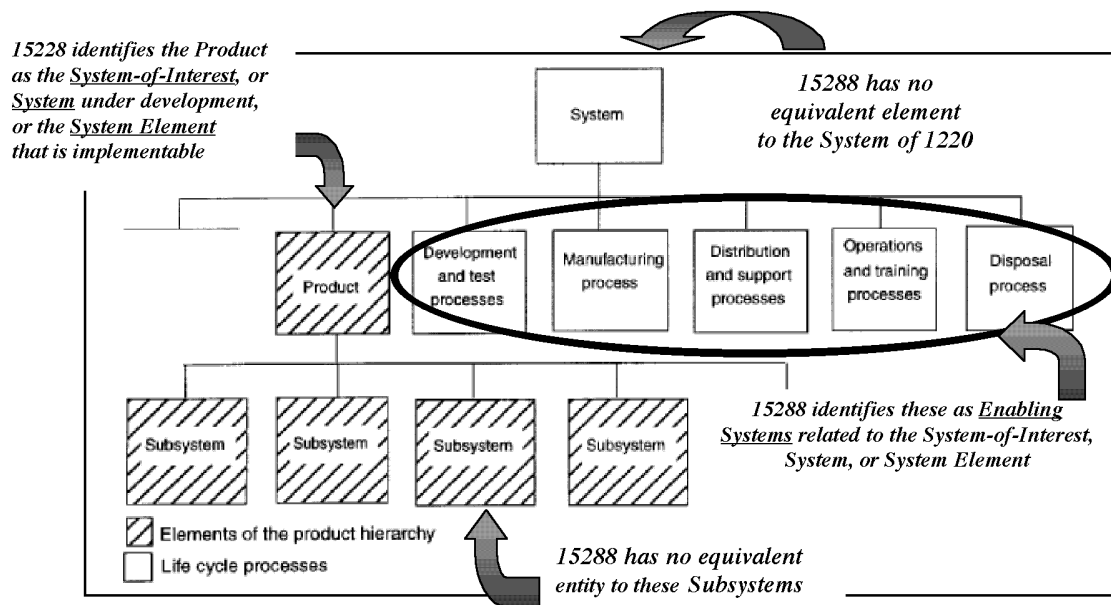 15228 identifies the Product
as the System-of-Interest, or
System under development,
or the System Element
that is implementable
15288 has no
equivalent element
to the System of 1220
System
Product
Development
and test
processes
Manufacturing
process
Distribution
and support
processes
Operations
and training
processes
Disposal
process
Subsystem
Subsystem
Subsystem
Subsystem
15288 identifies these as Enabling
Systems related to the System-of-Interest,
System, or System Element
Elements of the product hierarchy
Life cycle processes
15288 has no equivalent
entity to these Subsystems